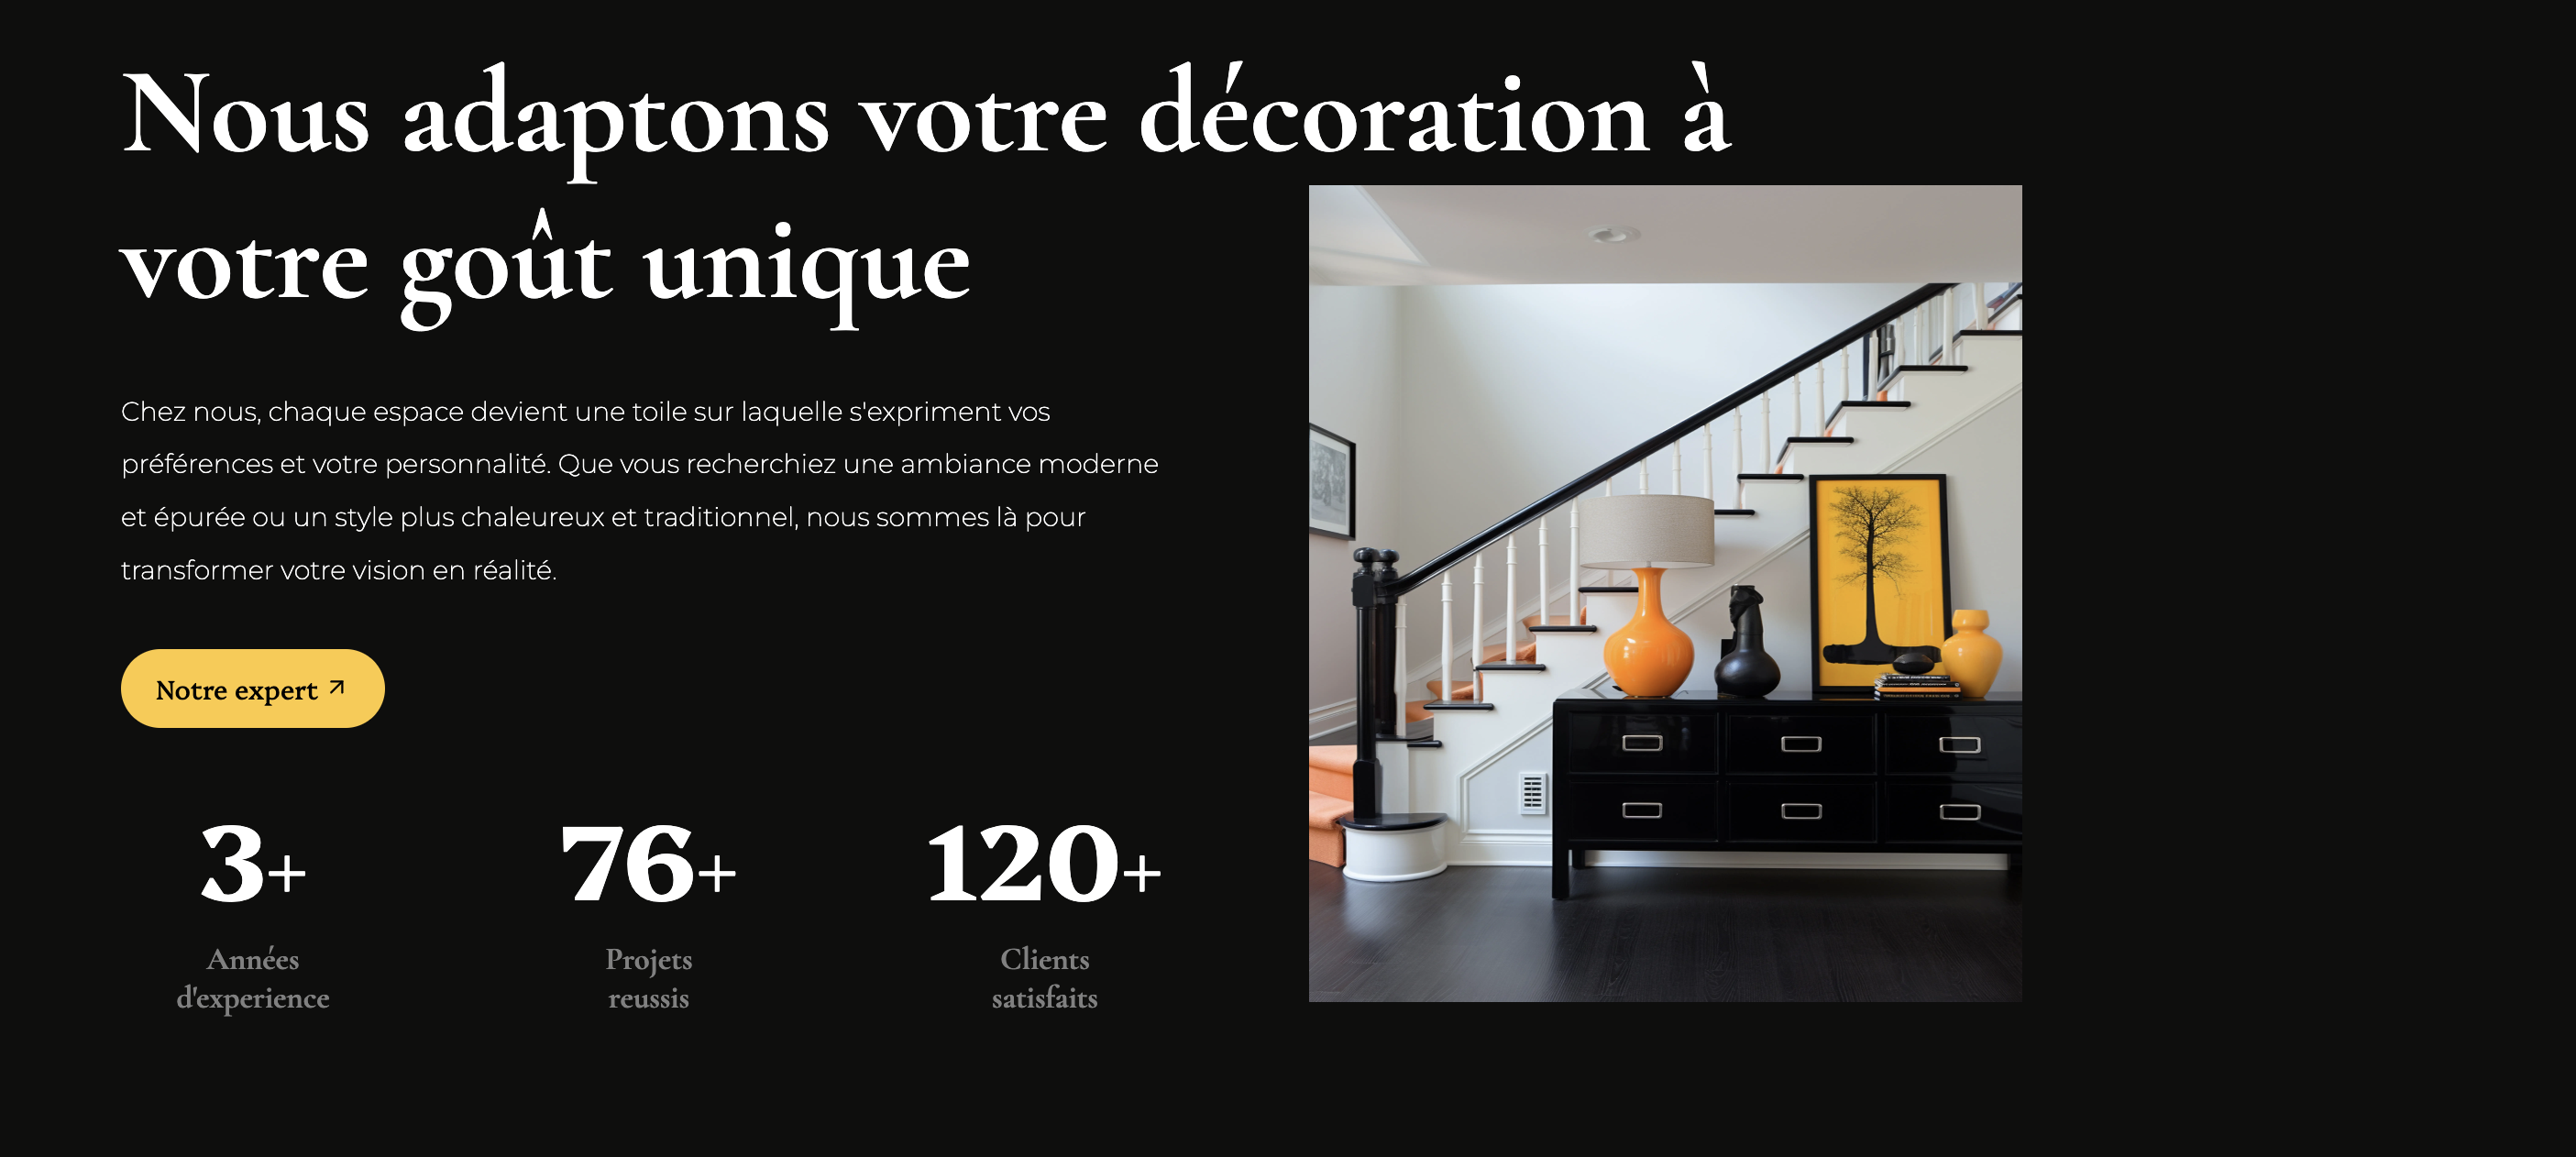 Nous adaptons votre décoration à
votre goût unique
Chez nous, chaque espace devient une toile sur laquelle s'expriment vos
préférences et votre personnalité. Que vous recherchiez une ambiance moderne
et épurée ou un style plus chaleureux et traditionnel, nous sommes là pour
transformer votre vision en réalité.
Notre expert
3+
Années
d'experience
76+
Projets
reussis
120+
Clients
satisfaits